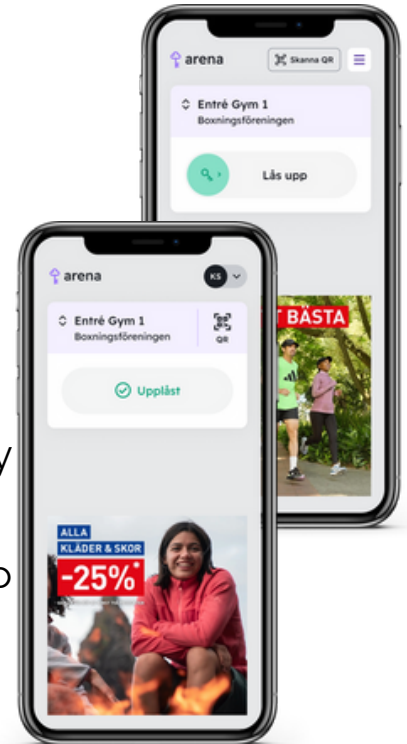 arena
Skanna QR
Entré Gym 1
Boxningsföreningen
Lås upp
T BÄSTA
arena
KS
Entré Gym 1
Boxningsföreningen
QR
Upplåst
y
o
ALLA
KLÄDER & SKOR
-25%*